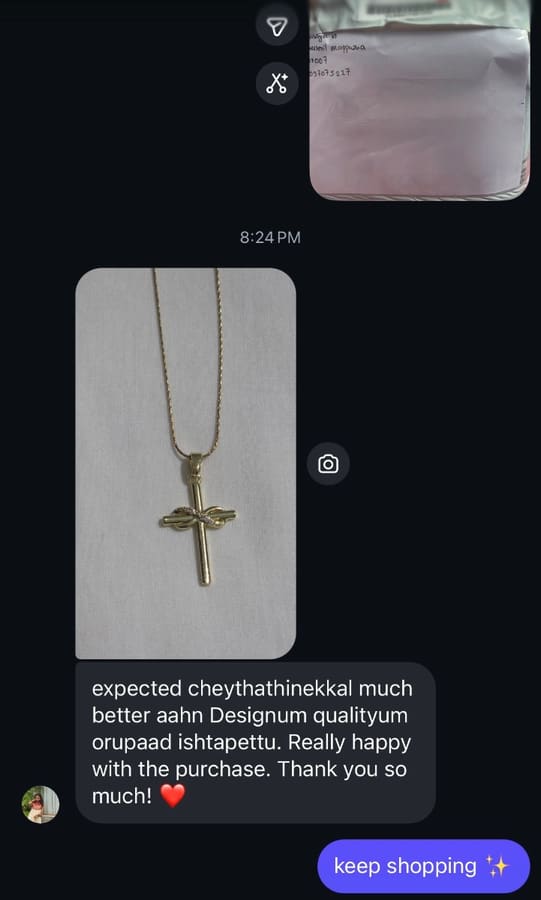 8:24 PM
expected cheythathinekkal much
better aahn Designum qualityum
orupaad ishtapettu. Really happy
with the purchase. Thank you so
much! ❤️
keep shopping ✨